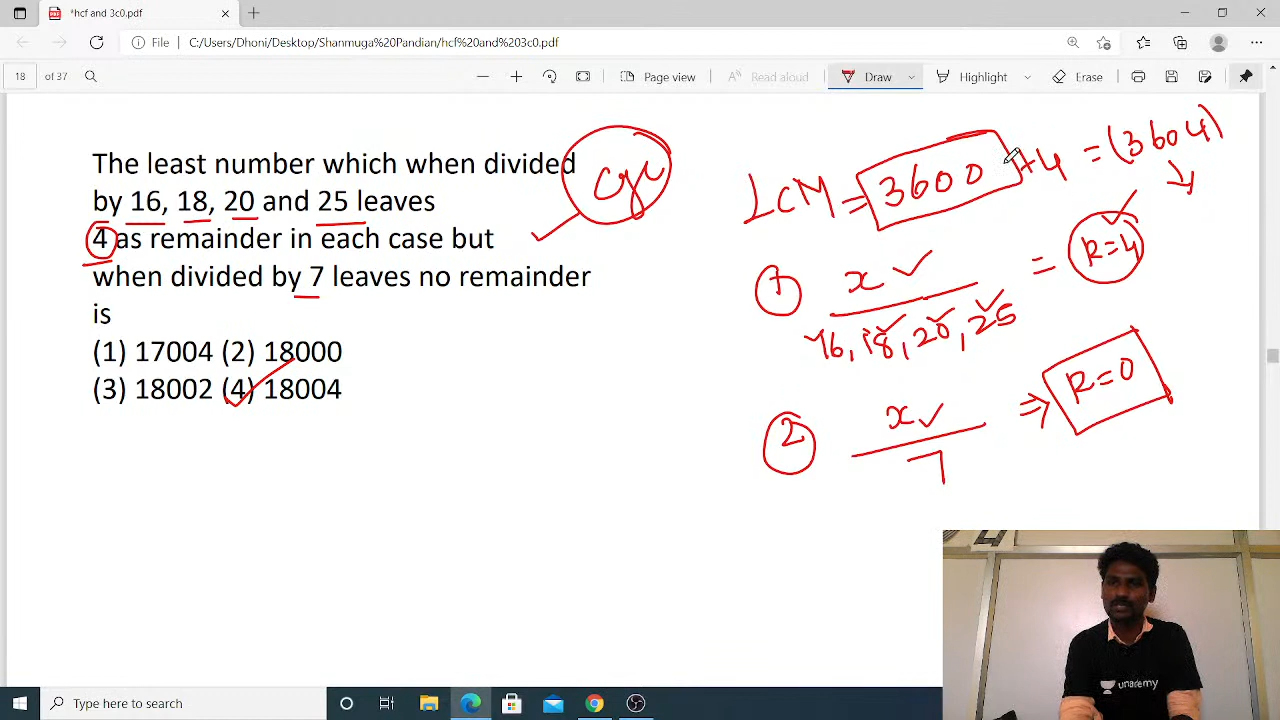 *hcf and 3c0.pdf
File
C:/Users/Dhoni/Desktop/Shanmuga%20Pandian/hcf%20and%203c0.pdf
18 of 37
Page view
Read aloud
Draw
Highlight
Erase
The least number which when divided
by 16, 18, 20 and 25 leaves
4 as remainder in each case but
when divided by 7 leaves no remainder
is
(1) 17004 (2) 18000
(3) 18002 (4) 18004
LCM = 3600 + 4 = (3604)
1 x = R=4
16, 18, 20, 25
2 x ⇒ R=0
7
unacademy
Type here to search